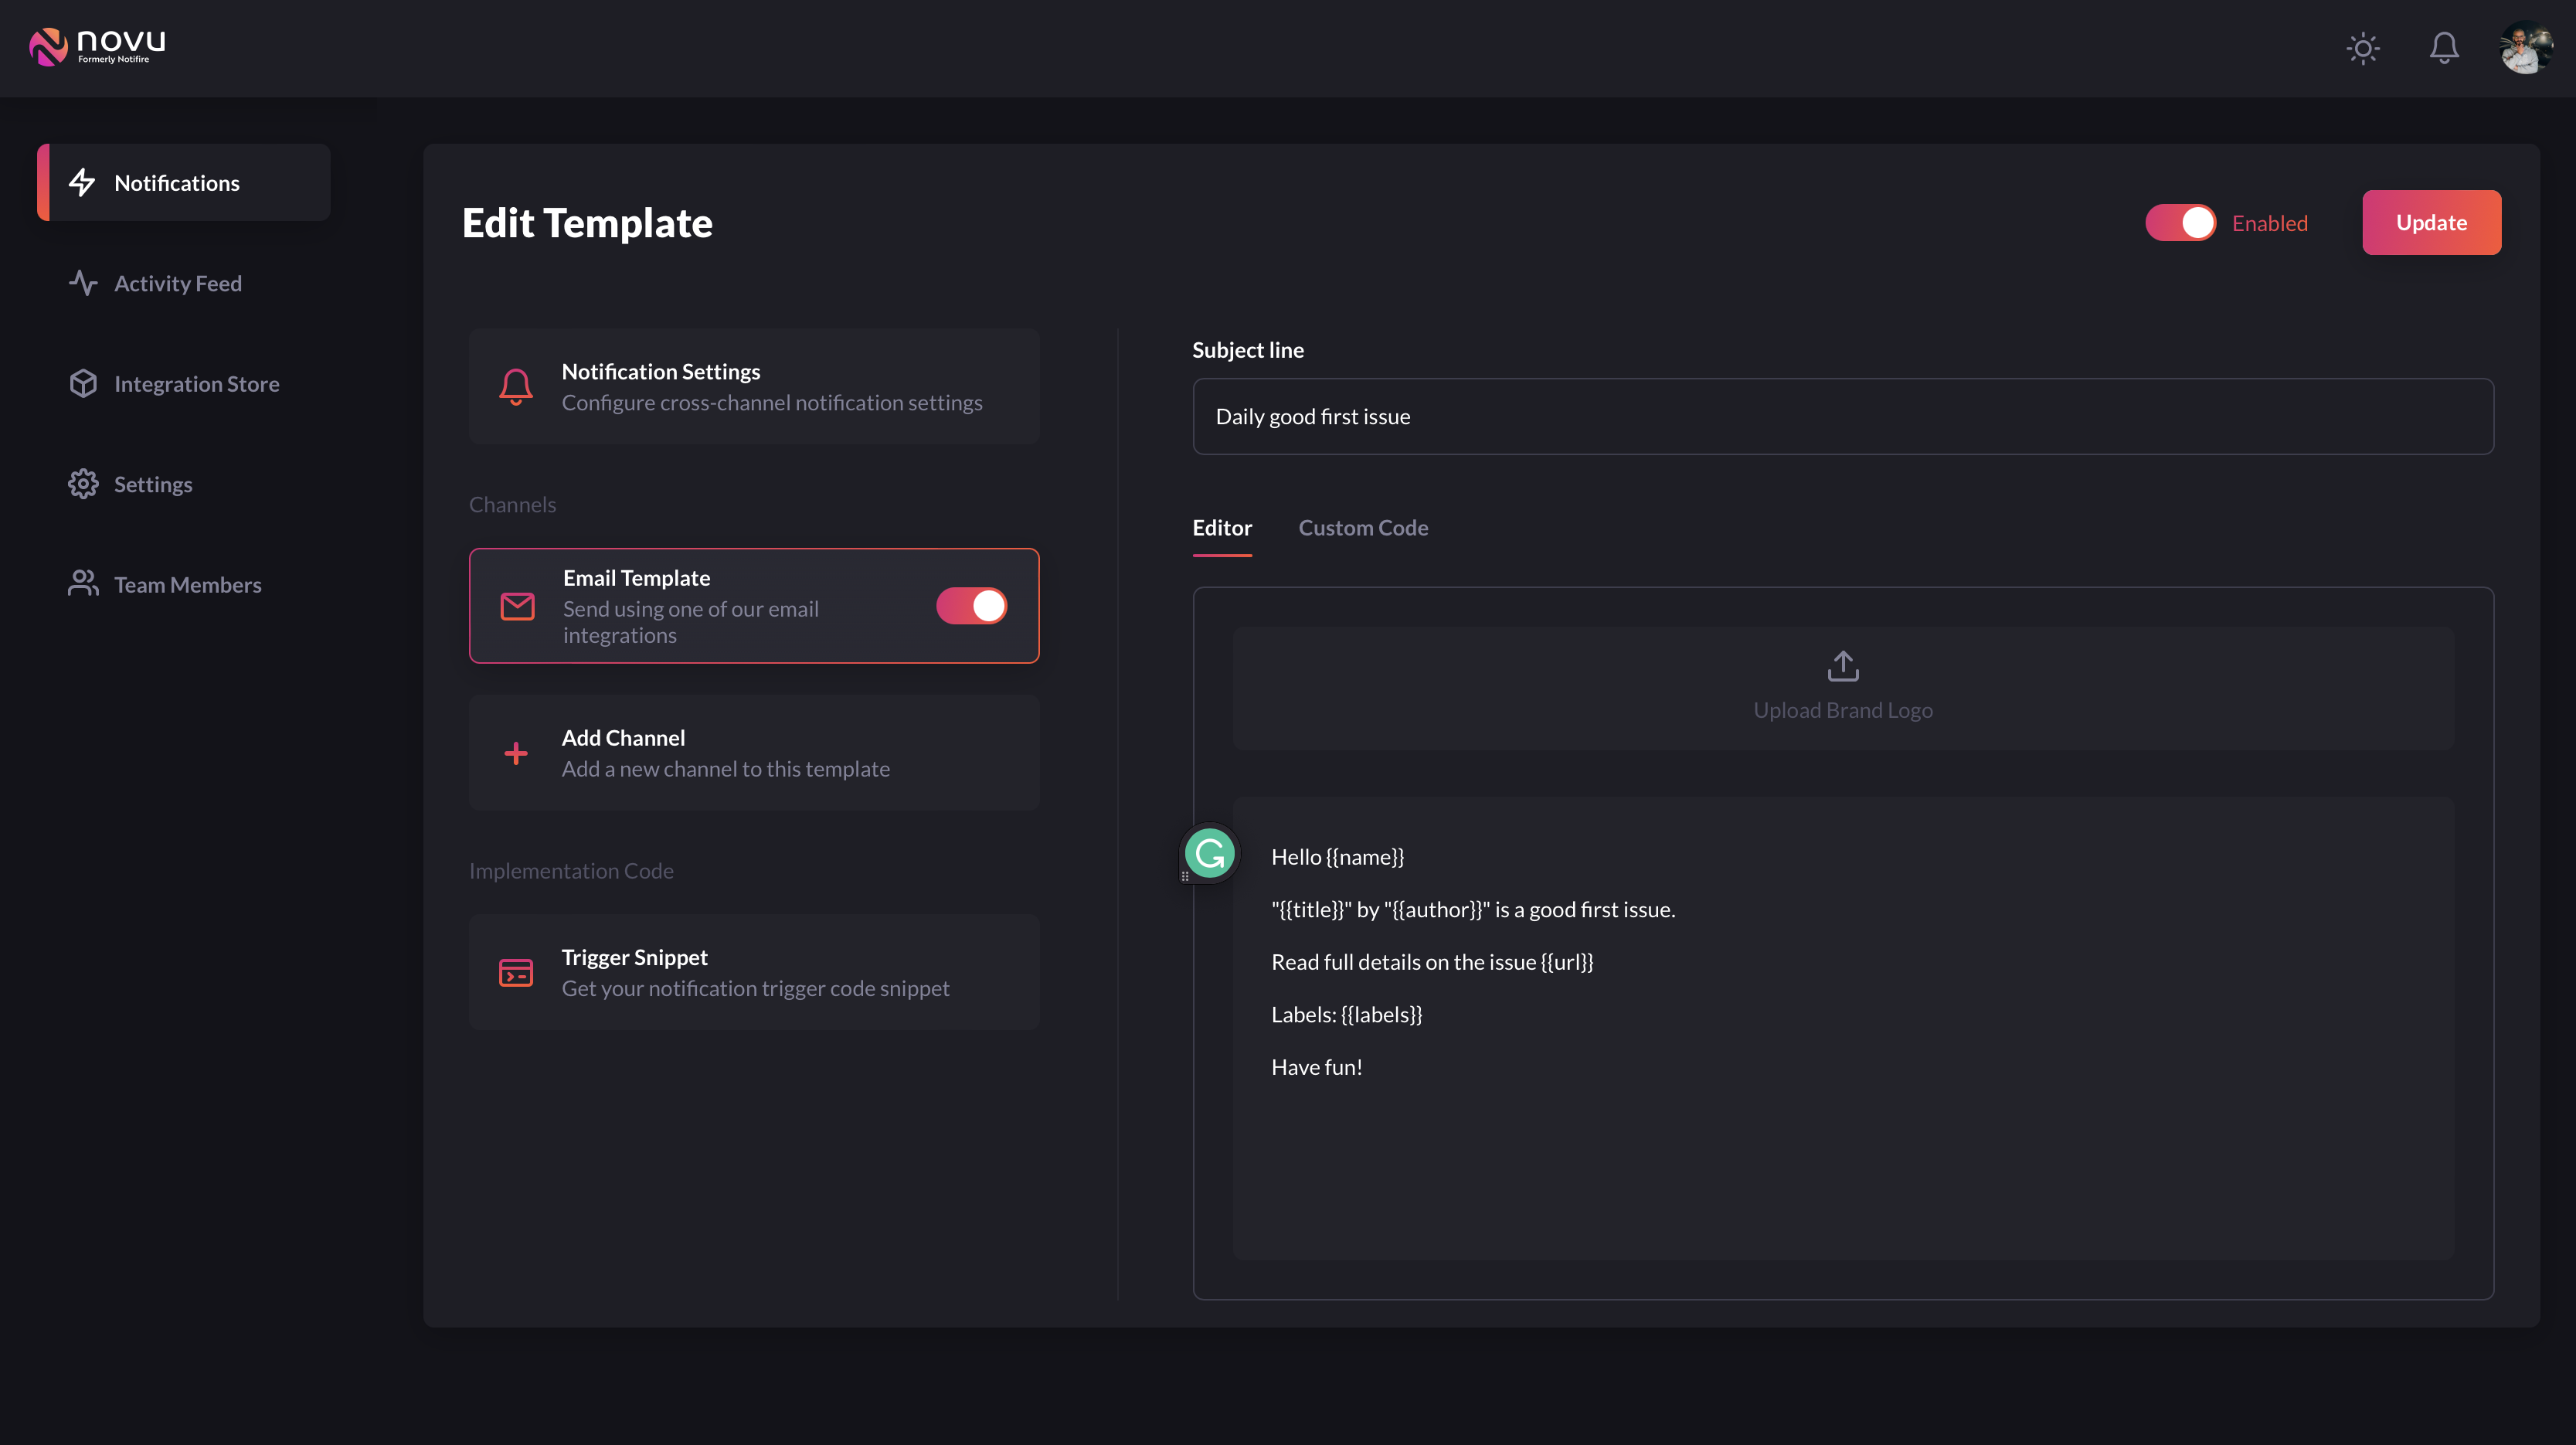 novu
Formerly Notifire
Notifications
Activity Feed
Integration Store
Settings
Team Members
Edit Template
Enabled
Update
Notification Settings
Configure cross-channel notification settings
Channels
Email Template
Send using one of our email
integrations
Add Channel
Add a new channel to this template
Implementation Code
Trigger Snippet
Get your notification trigger code snippet
Subject line
Daily good first issue
Editor
Custom Code
Upload Brand Logo
Hello {{name}}
"{{title}}" by "{{author}}" is a good first issue.
Read full details on the issue {{url}}
Labels: {{labels}}
Have fun!